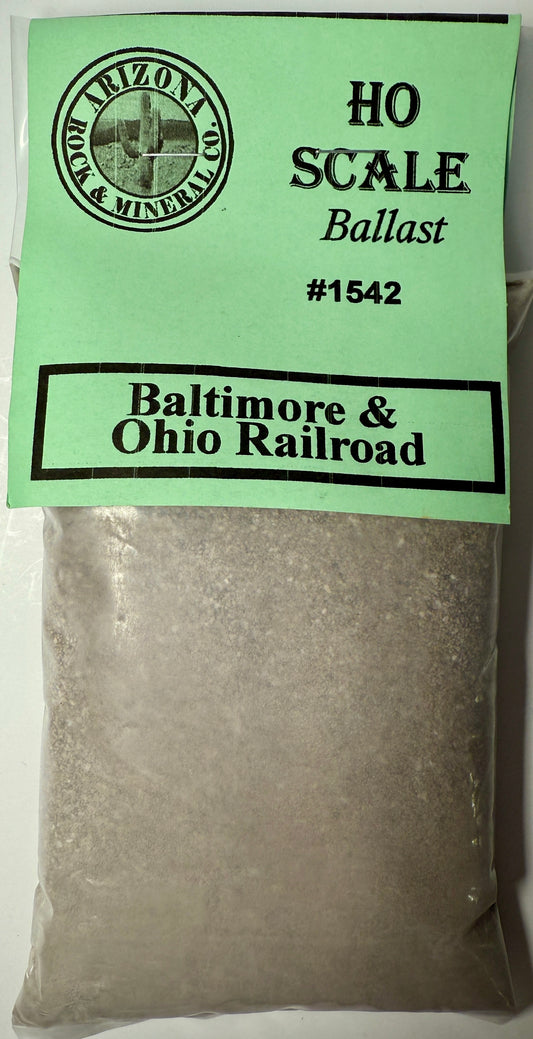 ARIZONA
ROCK & MINERAL CO.
HO
SCALE
Ballast
#1542
Baltimore &
Ohio Railroad